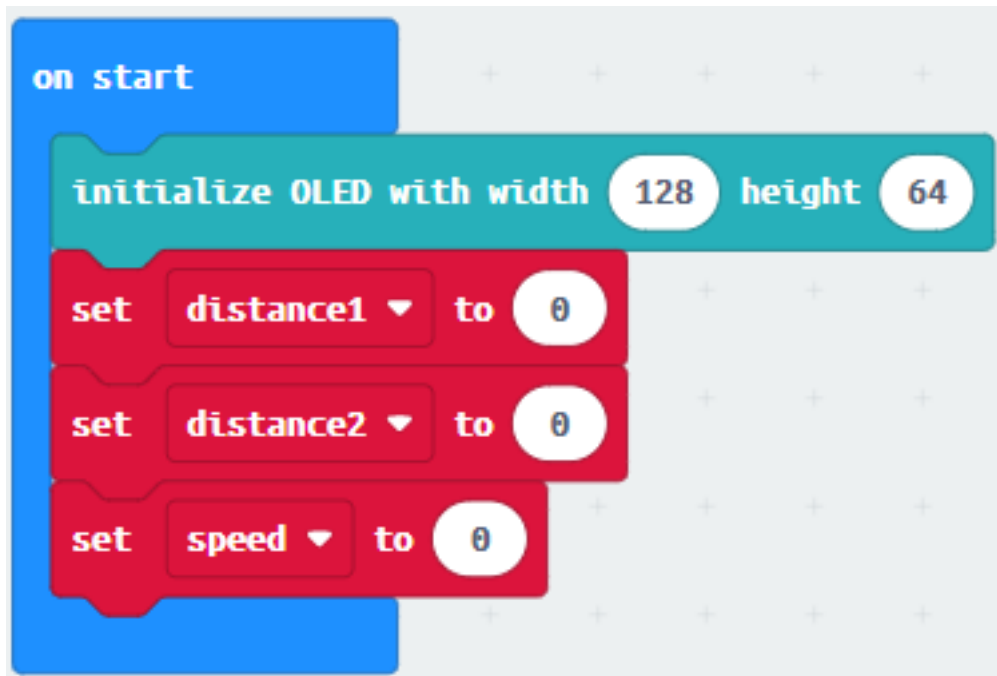 on start
initialize OLED with width 128 height 64
set distance1 to 0
set distance2 to 0
set speed to 0